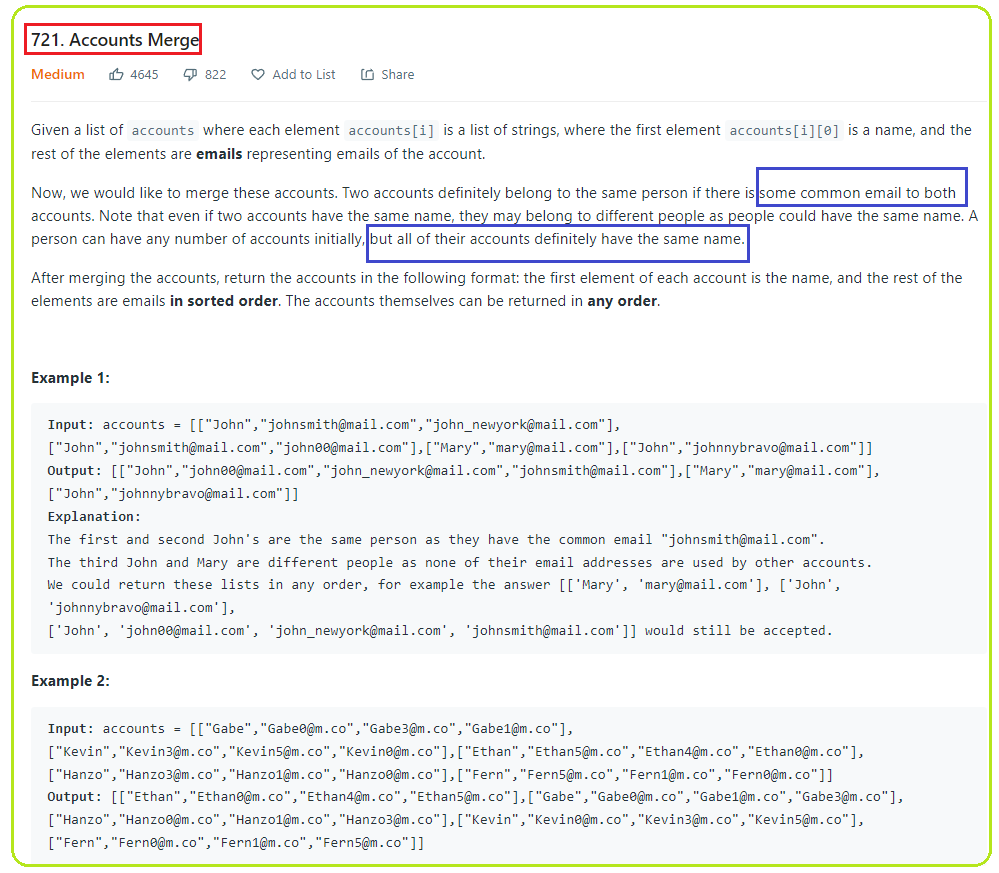 721. Accounts Merge
Medium 4645 822 Add to List Share
Given a list of accounts where each element accounts[i] is a list of strings, where the first element accounts[i][0] is a name, and the
rest of the elements are emails representing emails of the account.
Now, we would like to merge these accounts. Two accounts definitely belong to the same person if there is some common email to both
accounts. Note that even if two accounts have the same name, they may belong to different people as people could have the same name. A
person can have any number of accounts initially, but all of their accounts definitely have the same name.
After merging the accounts, return the accounts in the following format: the first element of each account is the name, and the rest of the
elements are emails in sorted order. The accounts themselves can be returned in any order.
Example 1:
Input: accounts = [["John","johnsmith@mail.com","john_newyork@mail.com"],
["John","johnsmith@mail.com","john00@mail.com"],["Mary","mary@mail.com"],["John","johnnybravo@mail.com"]]
Output: [["John","john00@mail.com","john_newyork@mail.com","johnsmith@mail.com"],["Mary","mary@mail.com"],
["John","johnnybravo@mail.com"]]
Explanation:
The first and second John's are the same person as they have the common email "johnsmith@mail.com".
The third John and Mary are different people as none of their email addresses are used by other accounts.
We could return these lists in any order, for example the answer [['Mary', 'mary@mail.com'], ['John',
'johnnybravo@mail.com'],
['John', 'john00@mail.com', 'john_newyork@mail.com', 'johnsmith@mail.com']] would still be accepted.
Example 2:
Input: accounts = [["Gabe","Gabe0@m.co","Gabe3@m.co","Gabe1@m.co"],
["Kevin","Kevin3@m.co","Kevin5@m.co","Kevin0@m.co"],["Ethan","Ethan5@m.co","Ethan4@m.co","Ethan0@m.co"],
["Hanzo","Hanzo3@m.co","Hanzo1@m.co","Hanzo0@m.co"],["Fern","Fern5@m.co","Fern1@m.co","Fern0@m.co"]]
Output: [["Ethan","Ethan0@m.co","Ethan4@m.co","Ethan5@m.co"],["Gabe","Gabe0@m.co","Gabe1@m.co","Gabe3@m.co"],
["Hanzo","Hanzo0@m.co","Hanzo1@m.co","Hanzo3@m.co"],["Kevin","Kevin0@m.co","Kevin3@m.co","Kevin5@m.co"],
["Fern","Fern0@m.co","Fern1@m.co","Fern5@m.co"]]